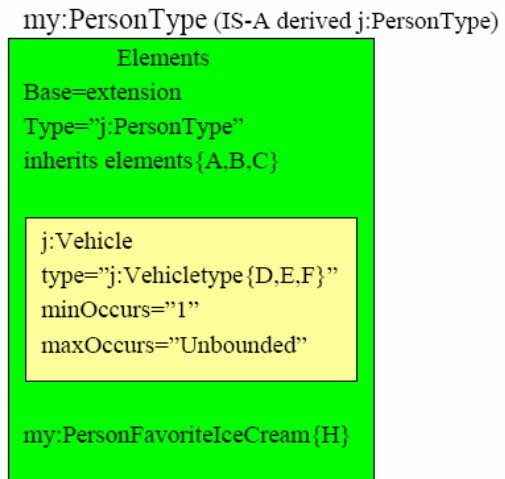 my:PersonType (IS-A derived j:PersonType)
Elements
Base=extension
Type=”j:PersonType”
inherits elements{A,B,C}
j:Vehicle
type=”j:Vehicletype{D,E,F}”
minOccurs=”1”
maxOccurs=”Unbounded”
my:PersonFavoriteIceCream{H}